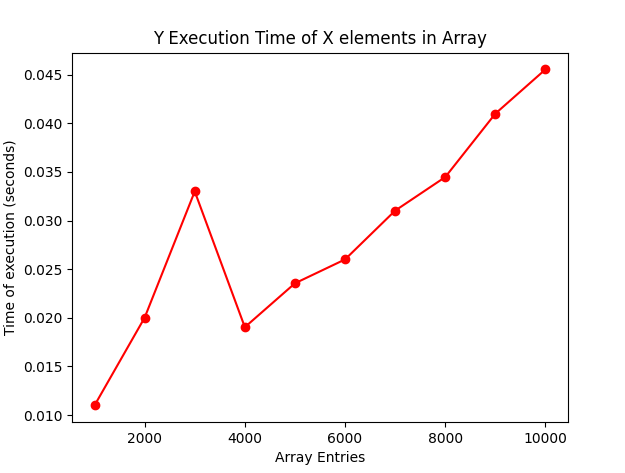 Y Execution Time of X elements in Array
0.045
0.040
0.035
0.030
0.025
0.020
0.015
0.010
Time of execution (seconds)
2000 4000 6000 8000 10000
Array Entries